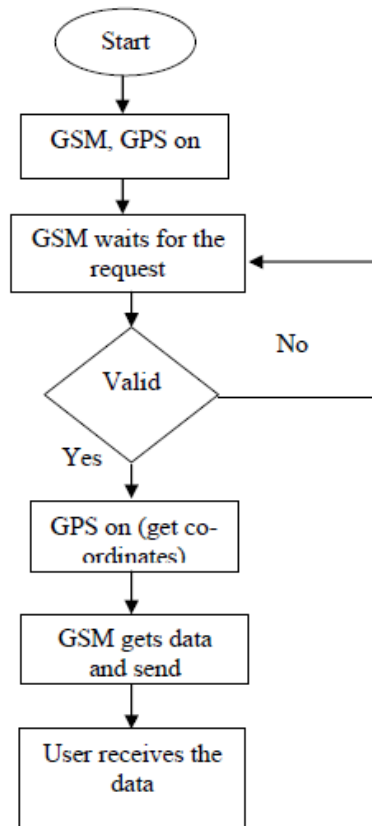 Start
GSM, GPS on
GSM waits for the
request
No
Valid
Yes
GPS on (get co-
ordinates)
GSM gets data
and send
User receives the
data